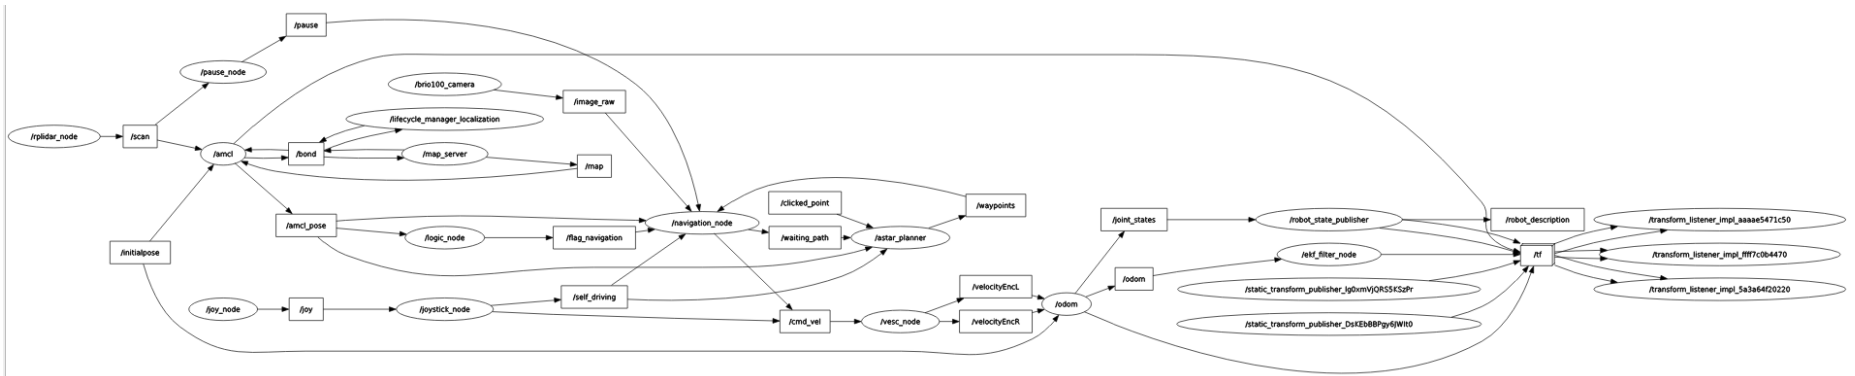 /pause
/pause_node
/brio100_camera
/image_raw
/lifecycle_manager_localization
/rplidar_node
/scan
/amcl
/bond
/map_server
/map
/clicked_point
/waypoints
/amcl_pose
/navigation_node
/joint_states
/robot_state_publisher
/robot_description
/transform_listener_impl_aaaae5471c50
/logic_node
/flag_navigation
/waiting_path
/astar_planner
/initialpose
/ekf_filter_node
/tf
/transform_listener_impl_ffff7c0b4470
/odom
/velocityEncL
/static_transform_publisher_lg0xmVjQRS5KSzPr
/transform_listener_impl_5a3a64f20220
/self_driving
/joy_node
/joy
/joystick_node
/odom
/cmd_vel
/vesc_node
/velocityEncR
/static_transform_publisher_DsKEbBBPgy6JWIt0